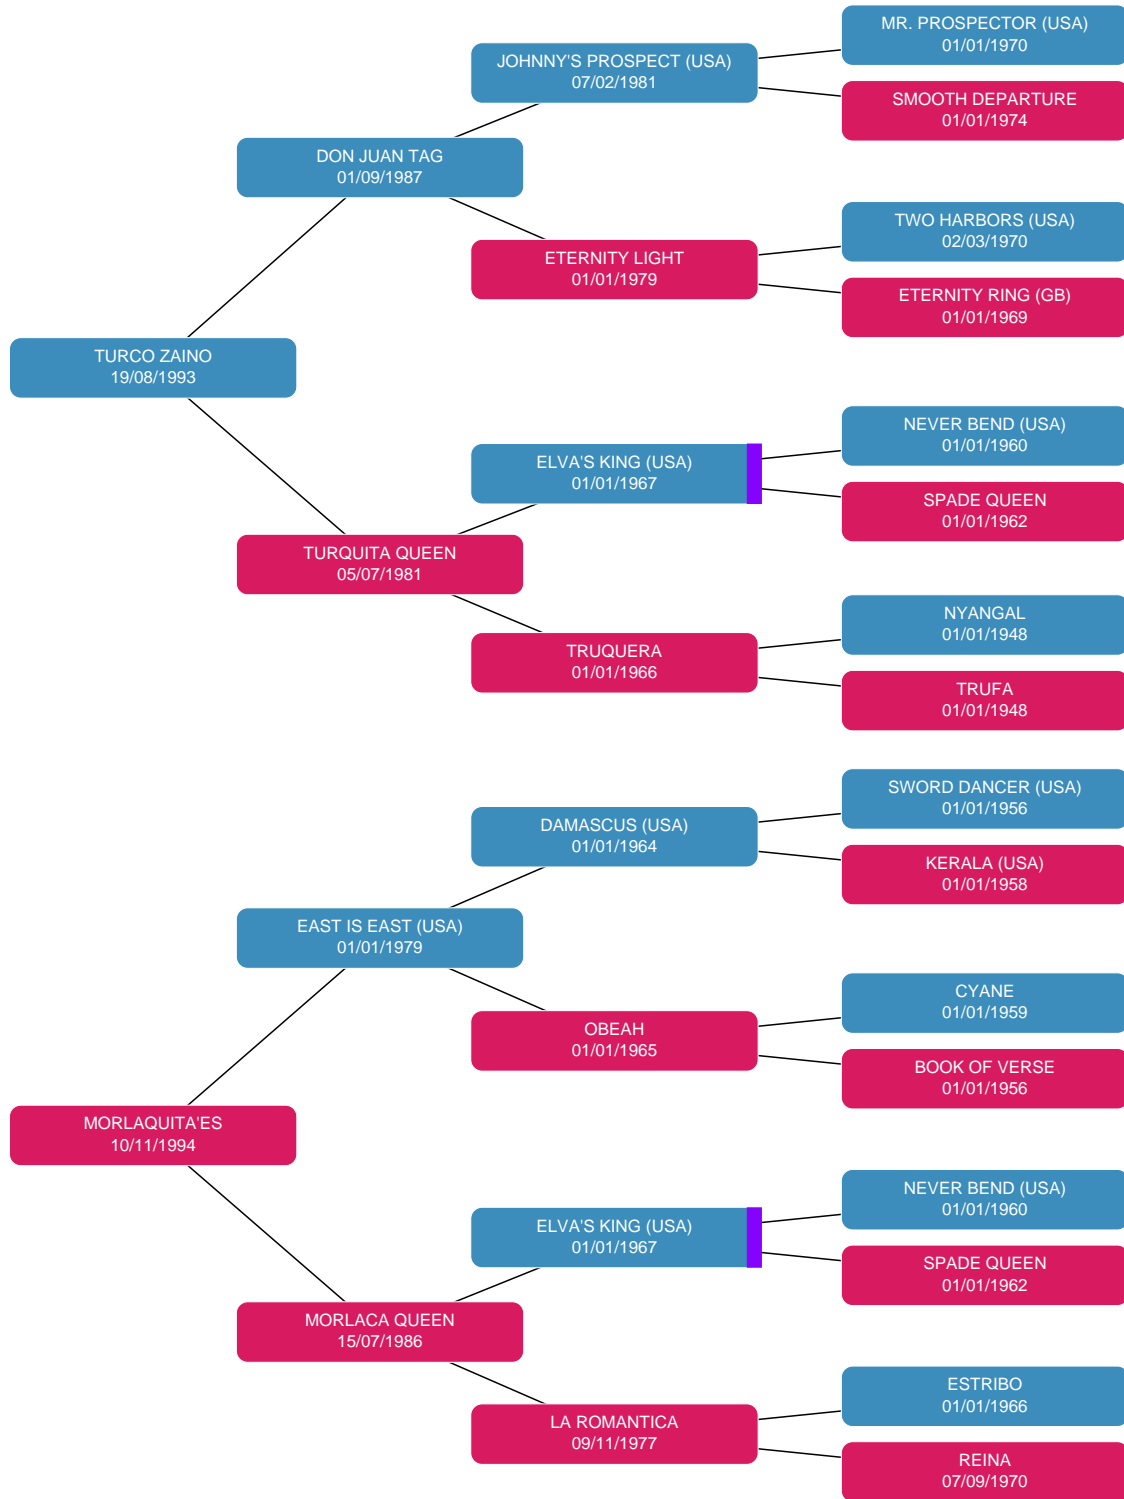 MR. PROSPECTOR (USA)
01/01/1970
JOHNNY'S PROSPECT (USA)
07/02/1981
SMOOTH DEPARTURE
01/01/1974
DON JUAN TAG
01/09/1987
TWO HARBORS (USA)
02/03/1970
ETERNITY LIGHT
01/01/1979
ETERNITY RING (GB)
01/01/1969
TURCO ZAINO
19/08/1993
NEVER BEND (USA)
01/01/1960
ELVA'S KING (USA)
01/01/1967
SPADE QUEEN
01/01/1962
TURQUITA QUEEN
05/07/1981
NYANGAL
01/01/1948
TRUQUERA
01/01/1966
TRUFA
01/01/1948
SWORD DANCER (USA)
01/01/1956
DAMASCUS (USA)
01/01/1964
KERALA (USA)
01/01/1958
EAST IS EAST (USA)
01/01/1979
CYANE
01/01/1959
OBEAH
01/01/1965
BOOK OF VERSE
01/01/1956
MORLAQUITA'ES
10/11/1994
NEVER BEND (USA)
01/01/1960
ELVA'S KING (USA)
01/01/1967
SPADE QUEEN
01/01/1962
MORLACA QUEEN
15/07/1986
ESTRIBO
01/01/1966
LA ROMANTICA
09/11/1977
REINA
07/09/1970